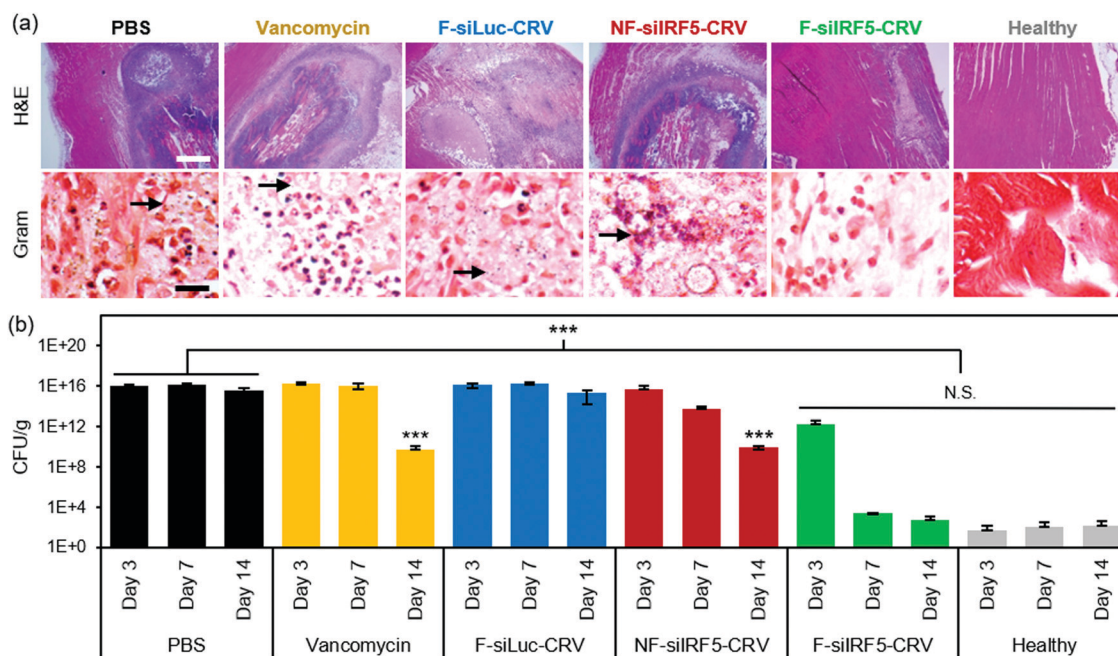 (a)
PBS Vancomycin F-siLuc-CRV NF-siIRF5-CRV F-siIRF5-CRV Healthy
H&E
Gram
(b)
***
1E+20
1E+16
1E+12
1E+8
1E+4
1E+0
CFU/g
***
***
N.S.
Day 3 Day 7 Day 14 Day 3 Day 7 Day 14 Day 3 Day 7 Day 14 Day 3 Day 7 Day 14 Day 3 Day 7 Day 14 Day 3 Day 7 Day 14
PBS Vancomycin F-siLuc-CRV NF-siIRF5-CRV F-siIRF5-CRV Healthy